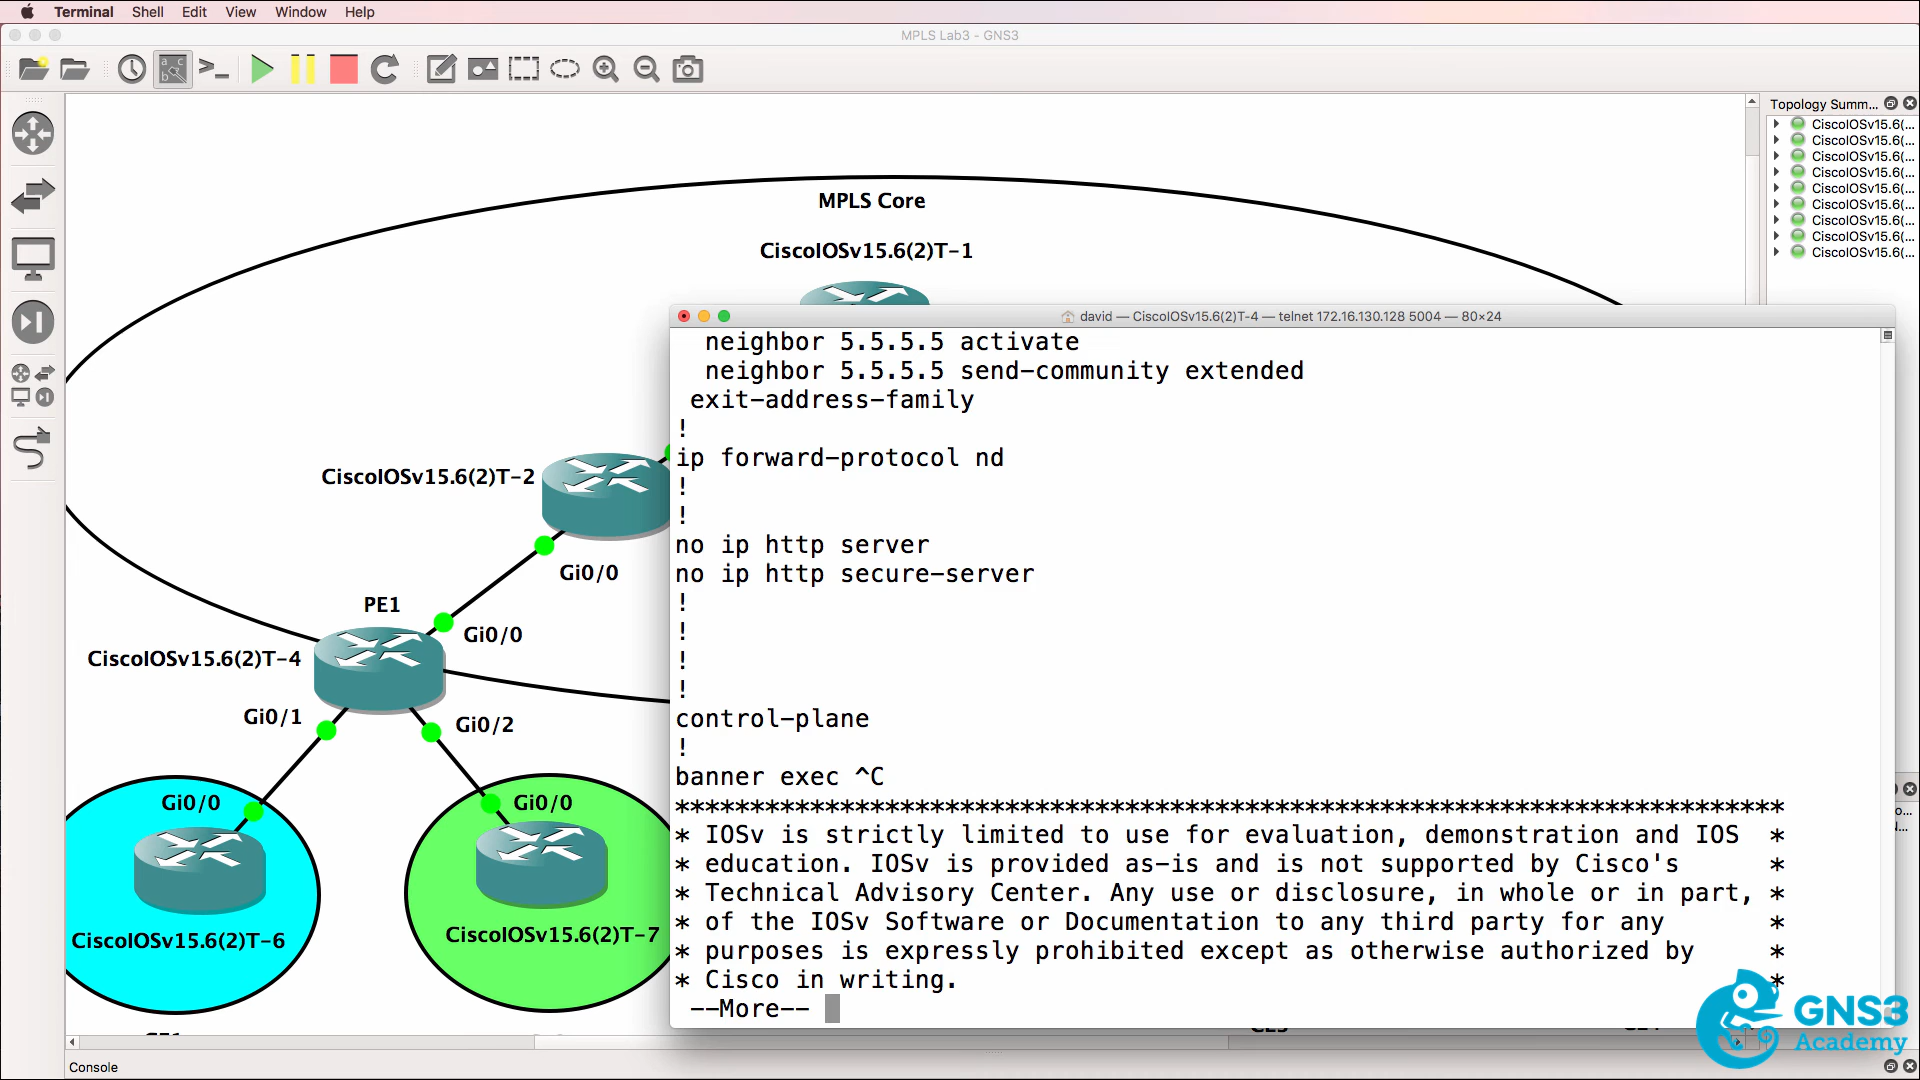 Terminal Shell Edit View Window Help
MPLS Lab3 - GNS3
Topology Summ...
CiscoIOSv15.6(...
CiscoIOSv15.6(...
CiscoIOSv15.6(...
CiscoIOSv15.6(...
CiscoIOSv15.6(...
CiscoIOSv15.6(...
CiscoIOSv15.6(...
CiscoIOSv15.6(...
CiscoIOSv15.6(...
MPLS Core
CiscoIOSv15.6(2)T-1
CiscoIOSv15.6(2)T-2
Gi0/0
PE1
Gi0/0
CiscoIOSv15.6(2)T-4
Gi0/1
Gi0/2
Gi0/0
Gi0/0
CiscoIOSv15.6(2)T-6
CiscoIOSv15.6(2)T-7
david — CiscoIOSv15.6(2)T-4 — telnet 172.16.130.128 5004 — 80×24
neighbor 5.5.5.5 activate
neighbor 5.5.5.5 send-community extended
exit-address-family
!
ip forward-protocol nd
!
!
no ip http server
no ip http secure-server
!
!
!
!
control-plane
!
banner exec ^C
**************************************************************************
* IOSv is strictly limited to use for evaluation, demonstration and IOS *
* education. IOSv is provided as-is and is not supported by Cisco's *
* Technical Advisory Center. Any use or disclosure, in whole or in part, *
* of the IOSv Software or Documentation to any third party for any *
* purposes is expressly prohibited except as otherwise authorized by *
* Cisco in writing. *
--More--
Console
GNS3
Academy